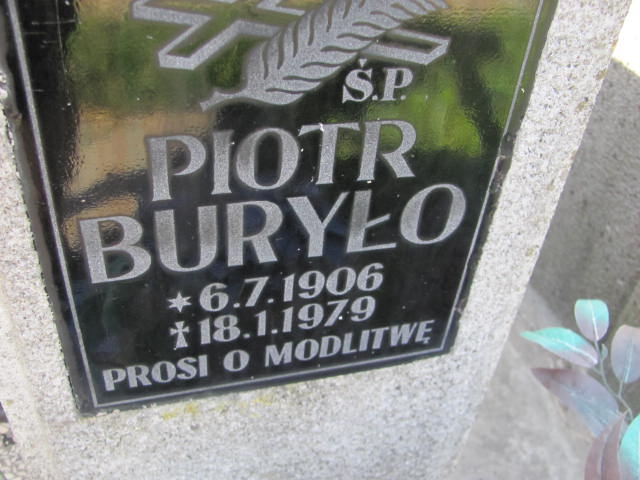 Ś.P.
PIOTR
BURYŁO
* 6.7.1906
† 18.1.1979
PROSI O MODLITWĘ